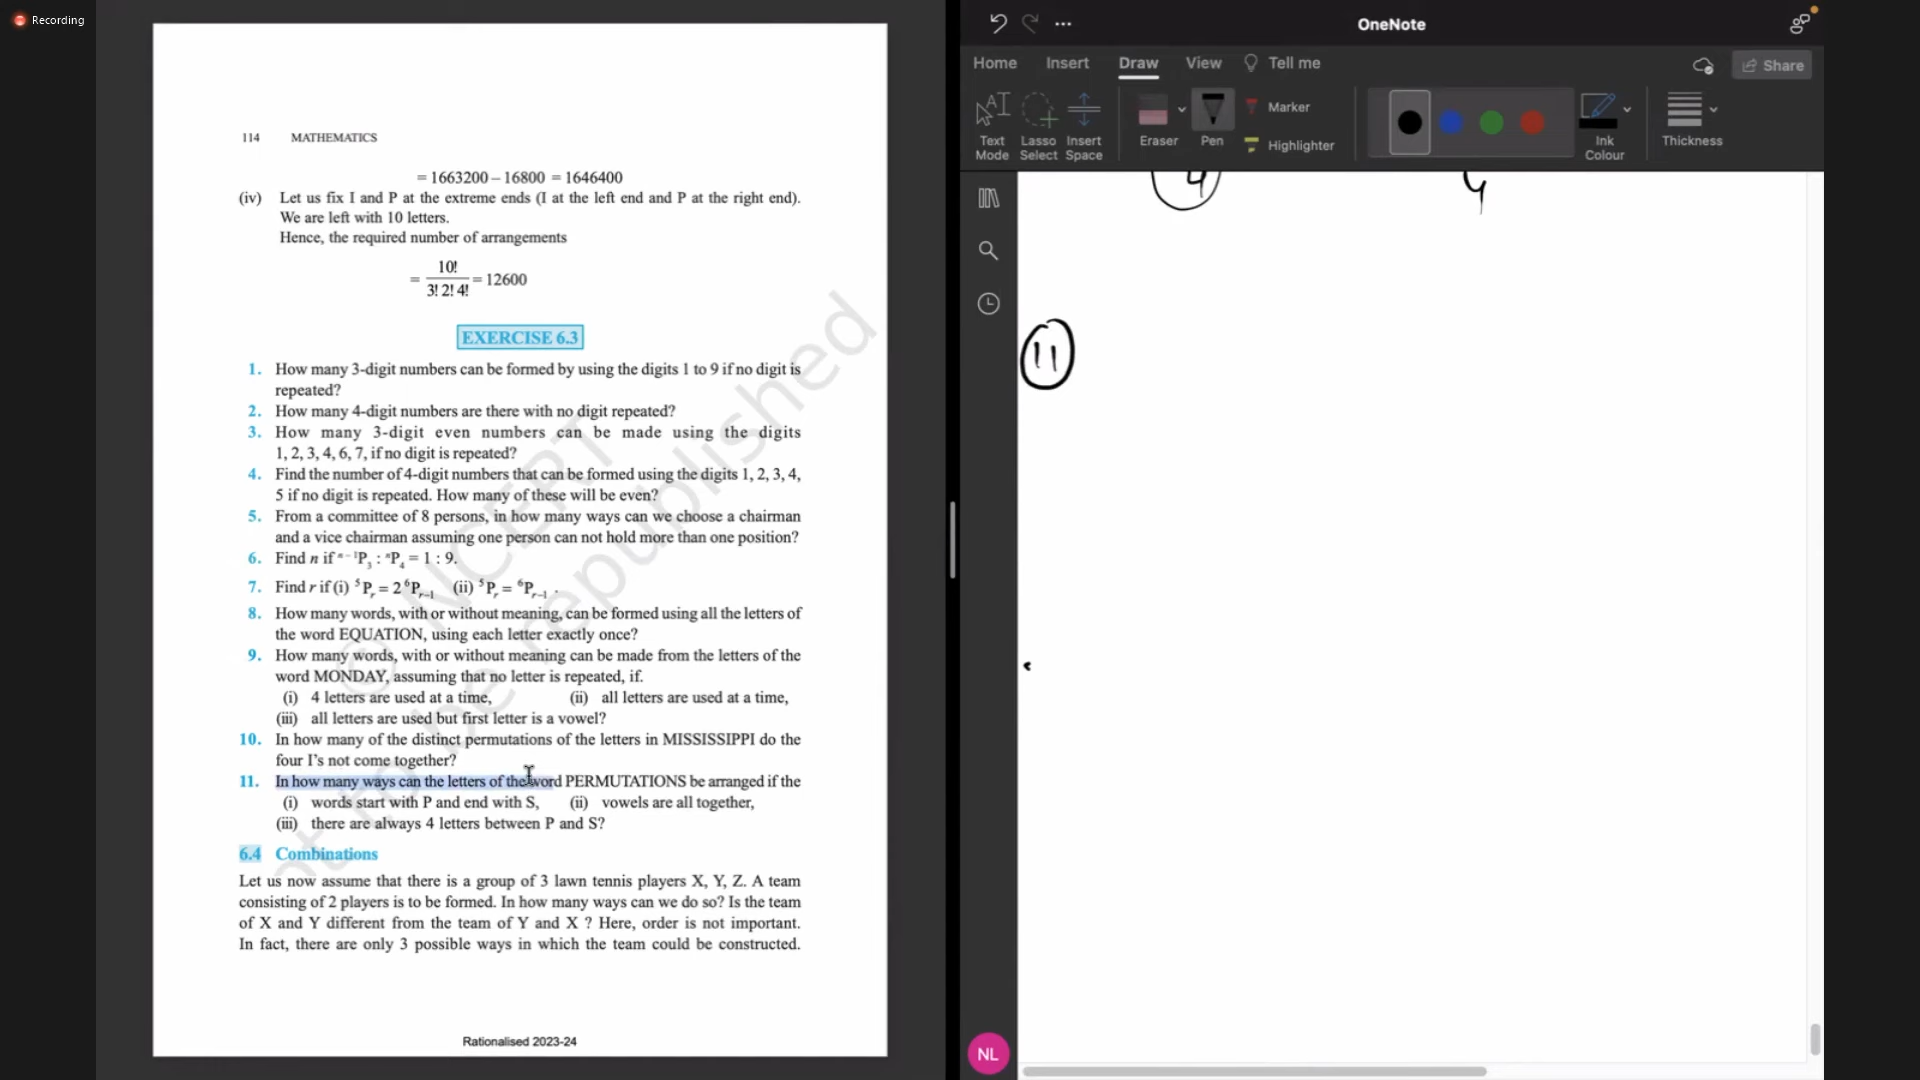 Recording
114 MATHEMATICS
= 1663200 – 16800 = 1646400
(iv) Let us fix I and P at the extreme ends (I at the left end and P at the right end).
We are left with 10 letters.
Hence, the required number of arrangements
= 10! / 3! 2! 4! = 12600
EXERCISE 6.3
1. How many 3-digit numbers can be formed by using the digits 1 to 9 if no digit is
repeated?
2. How many 4-digit numbers are there with no digit repeated?
3. How many 3-digit even numbers can be made using the digits
1, 2, 3, 4, 6, 7, if no digit is repeated?
4. Find the number of 4-digit numbers that can be formed using the digits 1, 2, 3, 4,
5 if no digit is repeated. How many of these will be even?
5. From a committee of 8 persons, in how many ways can we choose a chairman
and a vice chairman assuming one person can not hold more than one position?
6. Find n if ⁿ⁻¹P₃ : ⁿP₄ = 1 : 9.
7. Find r if (i) ⁵Pᵣ = 2 ⁶Pᵣ₋₁ (ii) ⁵Pᵣ = ⁶Pᵣ₋₁ .
8. How many words, with or without meaning, can be formed using all the letters of
the word EQUATION, using each letter exactly once?
9. How many words, with or without meaning can be made from the letters of the
word MONDAY, assuming that no letter is repeated, if.
(i) 4 letters are used at a time, (ii) all letters are used at a time,
(iii) all letters are used but first letter is a vowel?
10. In how many of the distinct permutations of the letters in MISSISSIPPI do the
four I’s not come together?
11. In how many ways can the letters of the word PERMUTATIONS be arranged if the
(i) words start with P and end with S, (ii) vowels are all together,
(iii) there are always 4 letters between P and S?
6.4 Combinations
Let us now assume that there is a group of 3 lawn tennis players X, Y, Z. A team
consisting of 2 players is to be formed. In how many ways can we do so? Is the team
of X and Y different from the team of Y and X ? Here, order is not important.
In fact, there are only 3 possible ways in which the team could be constructed.
Rationalised 2023-24
© NCERT
not to be republished
OneNote
Home Insert Draw View Tell me
Share
Text Mode
Lasso Select
Insert Space
Eraser
Pen
Marker
Highlighter
Ink Colour
Thickness
4
11
NL